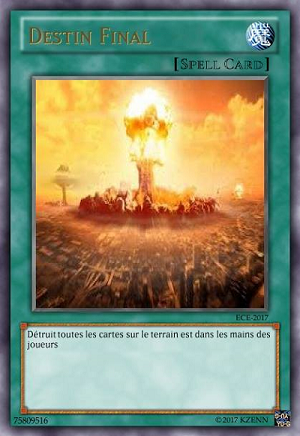 DESTIN FINAL
[SPELL CARD]
ECE-2017
Détruit toutes les cartes sur le terrain est dans les mains des
joueurs
75809516
©2017 KZENN